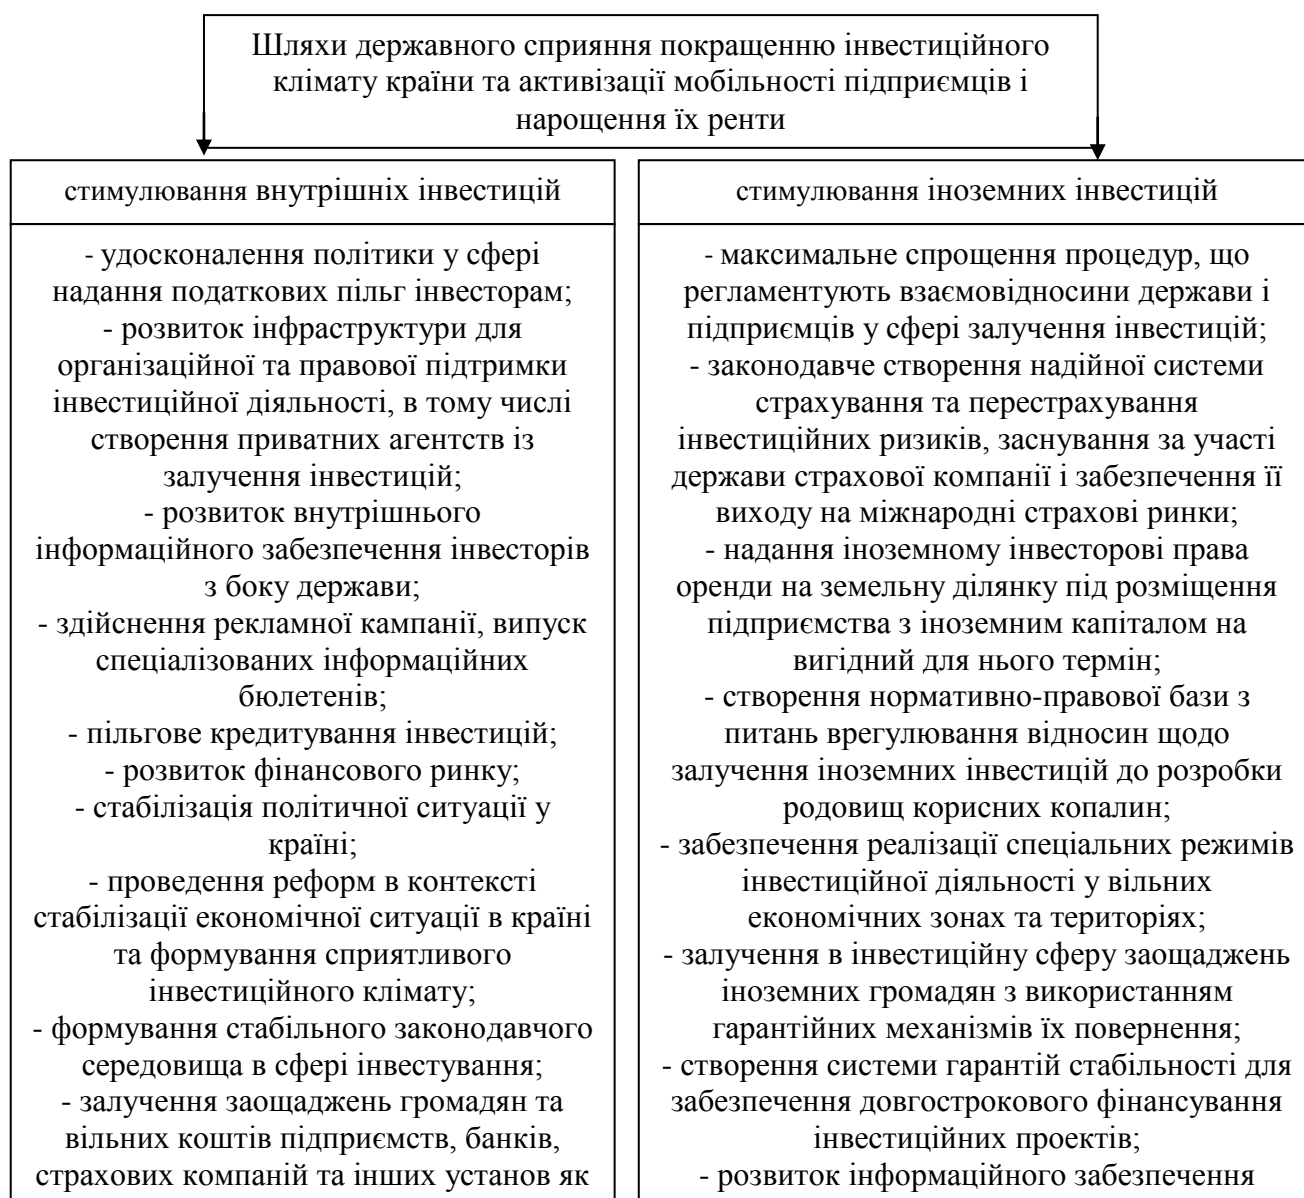 Шляхи державного сприяння покращенню інвестиційного
клімату країни та активізації мобільності підприємців і
нарощення їх ренти
стимулювання внутрішніх інвестицій
- удосконалення політики у сфері
надання податкових пільг інвесторам;
- розвиток інфраструктури для
організаційної та правової підтримки
інвестиційної діяльності, в тому числі
створення приватних агентств із
залучення інвестицій;
- розвиток внутрішнього
інформаційного забезпечення інвесторів
з боку держави;
- здійснення рекламної кампанії, випуск
спеціалізованих інформаційних
бюлетенів;
- пільгове кредитування інвестицій;
- розвиток фінансового ринку;
- стабілізація політичної ситуації у
країні;
- проведення реформ в контексті
стабілізації економічної ситуації в країні
та формування сприятливого
інвестиційного клімату;
- формування стабільного законодавчого
середовища в сфері інвестування;
- залучення заощаджень громадян та
вільних коштів підприємств, банків,
страхових компаній та інших установ як
стимулювання іноземних інвестицій
- максимальне спрощення процедур, що
регламентують взаємовідносини держави і
підприємців у сфері залучення інвестицій;
- законодавче створення надійної системи
страхування та перестрахування
інвестиційних ризиків, заснування за участі
держави страхової компанії і забезпечення її
виходу на міжнародні страхові ринки;
- надання іноземному інвесторові права
оренди на земельну ділянку під розміщення
підприємства з іноземним капіталом на
вигідний для нього термін;
- створення нормативно-правової бази з
питань врегулювання відносин щодо
залучення іноземних інвестицій до розробки
родовищ корисних копалин;
- забезпечення реалізації спеціальних режимів
інвестиційної діяльності у вільних
економічних зонах та територіях;
- залучення в інвестиційну сферу заощаджень
іноземних громадян з використанням
гарантійних механізмів їх повернення;
- створення системи гарантій стабільності для
забезпечення довгострокового фінансування
інвестиційних проектів;
- розвиток інформаційного забезпечення